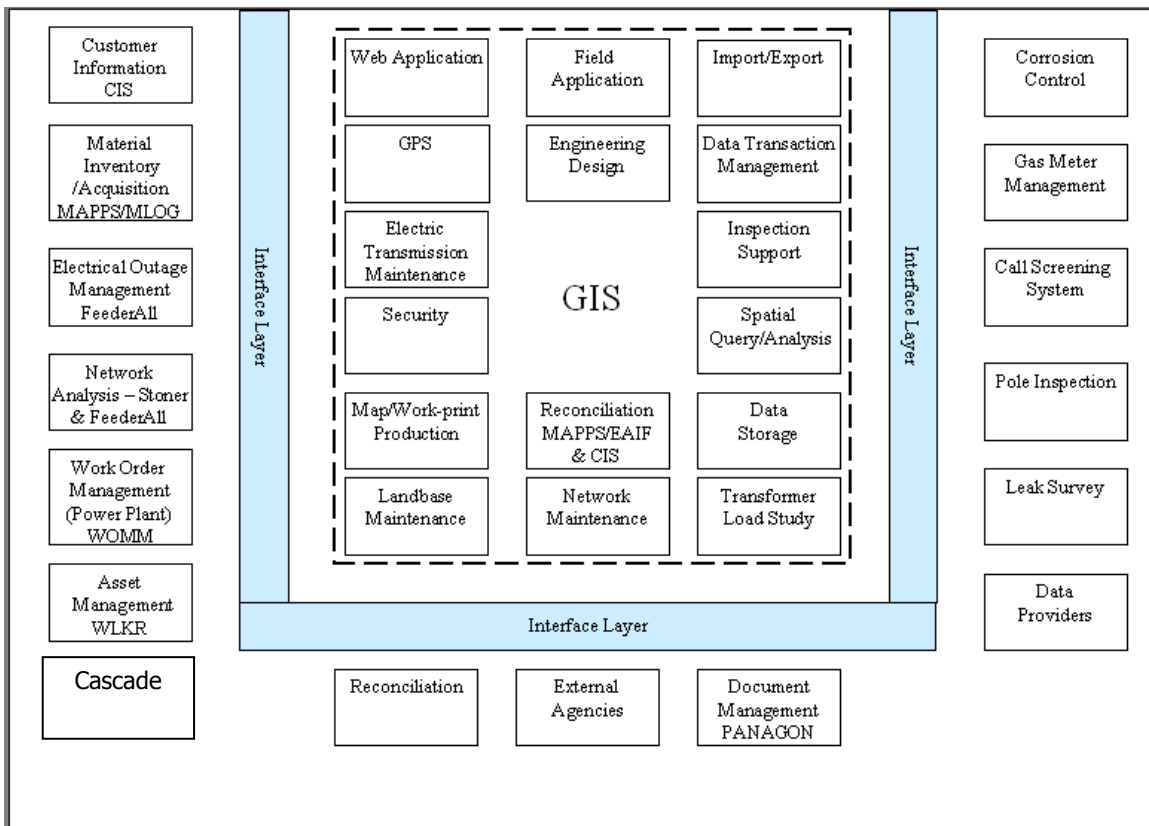 Customer
Information
CIS
Material
Inventory
/Acquisition
MAPPS/MLOG
Electrical Outage
Management
FeederAll
Network
Analysis – Stoner
& FeederAll
Work Order
Management
(Power Plant)
WOMM
Asset
Management
WLKR
Cascade
Interface Layer
Web Application
Field
Application
Import/Export
GPS
Engineering
Design
Data Transaction
Management
Electric
Transmission
Maintenance
Inspection
Support
GIS
Security
Spatial
Query/Analysis
Map/Work-print
Production
Reconciliation
MAPPS/EAIF
& CIS
Data
Storage
Landbase
Maintenance
Network
Maintenance
Transformer
Load Study
Interface Layer
Interface Layer
Reconciliation
External
Agencies
Document
Management
PANAGON
Corrosion
Control
Gas Meter
Management
Call Screening
System
Pole Inspection
Leak Survey
Data
Providers